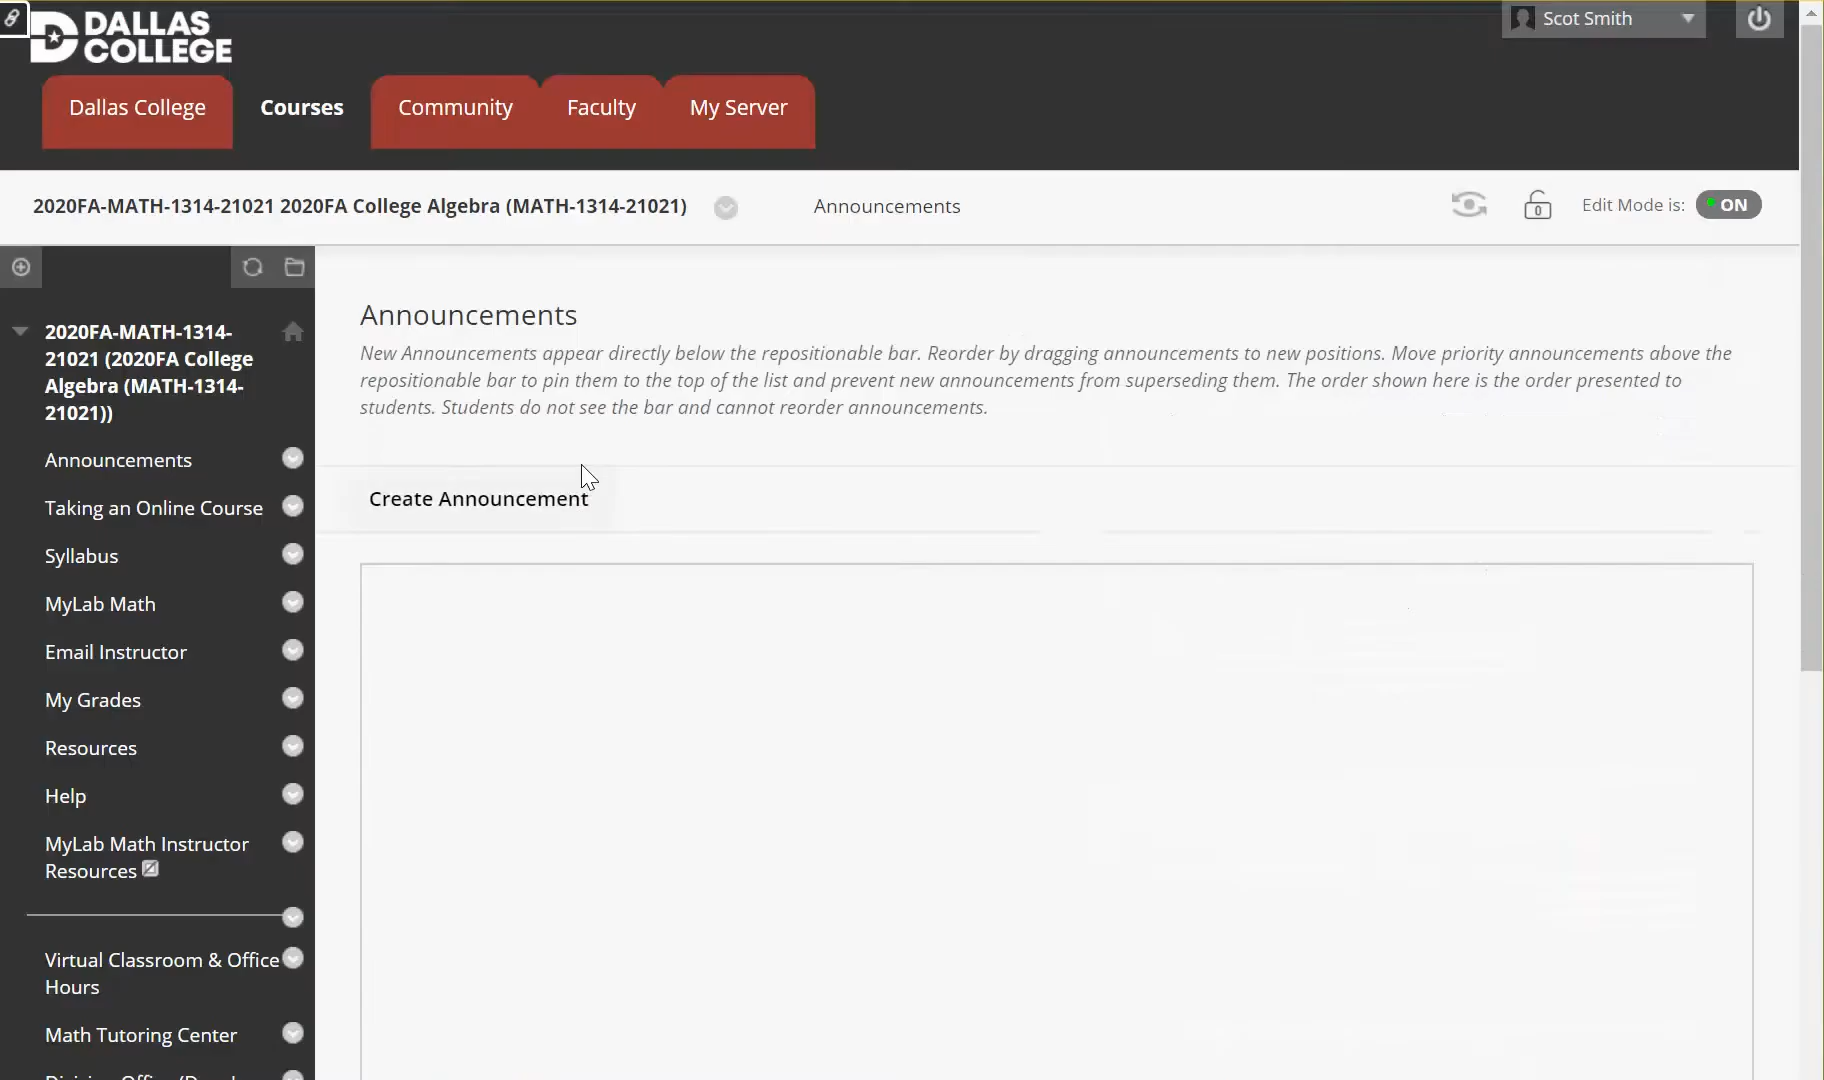 DALLAS
COLLEGE
Scot Smith
Dallas College
Courses
Community
Faculty
My Server
2020FA-MATH-1314-21021 2020FA College Algebra (MATH-1314-21021)
Announcements
0
Edit Mode is:
ON
2020FA-MATH-1314-
21021 (2020FA College
Algebra (MATH-1314-
21021))
Announcements
Taking an Online Course
Syllabus
MyLab Math
Email Instructor
My Grades
Resources
Help
MyLab Math Instructor
Resources
Virtual Classroom & Office
Hours
Math Tutoring Center
Announcements
New Announcements appear directly below the repositionable bar. Reorder by dragging announcements to new positions. Move priority announcements above the
repositionable bar to pin them to the top of the list and prevent new announcements from superseding them. The order shown here is the order presented to
students. Students do not see the bar and cannot reorder announcements.
Create Announcement